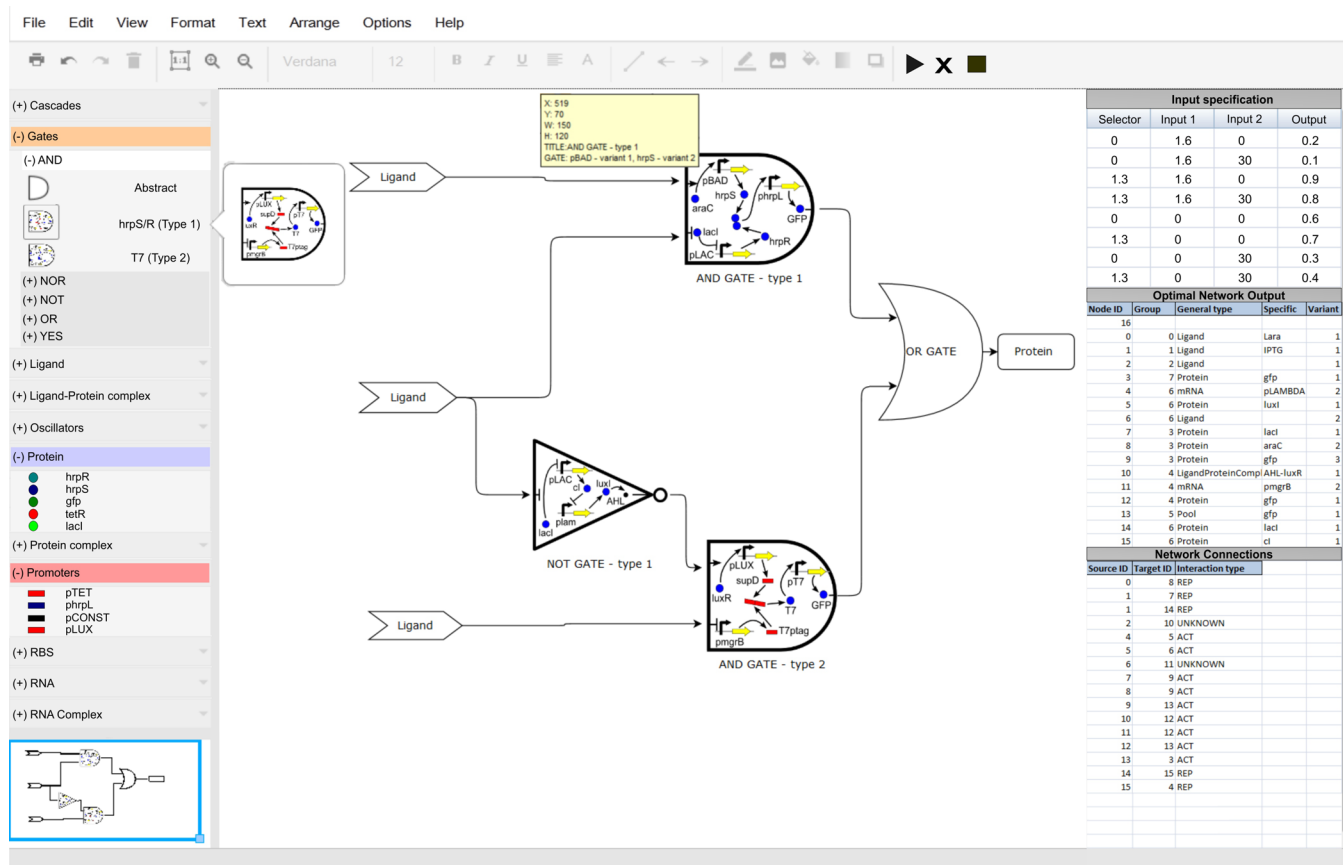 File Edit View Format Text Arrange Options Help
1:1 Verdana 12 B I U A X
(+) Cascades
(-) Gates
(-) AND
Abstract
hrpS/R (Type 1)
T7 (Type 2)
(+) NOR
(+) NOT
(+) OR
(+) YES
(+) Ligand
(+) Ligand-Protein complex
(+) Oscillators
(-) Protein
hrpR
hrpS
gfp
tetR
lacI
(+) Protein complex
(-) Promoters
pTET
phrpL
pCONST
pLUX
(+) RBS
(+) RNA
(+) RNA Complex
pLUX
supD
pT7
luxR
T7
GFP
T7ptag
pmgrB
X: 519
Y: 70
W: 150
H: 120
TITLE:AND GATE - type 1
GATE: pBAD - variant 1, hrpS - variant 2
Ligand
pBAD
phrpL
hrpS
araC
GFP
lacI
hrpR
pLAC
AND GATE - type 1
OR GATE
Protein
Ligand
pLAC
cI
luxI
AHL
plam
lacI
NOT GATE - type 1
pLUX
supD
pT7
luxR
T7
GFP
T7ptag
pmgrB
AND GATE - type 2
Ligand
Input specification
Selector Input 1 Input 2 Output
0 1.6 0 0.2
0 1.6 30 0.1
1.3 1.6 0 0.9
1.3 1.6 30 0.8
0 0 0 0.6
1.3 0 0 0.7
0 0 30 0.3
1.3 0 30 0.4
Optimal Network Output
Node ID Group General type Specific Variant
16
0 0 Ligand Lara 1
1 1 Ligand IPTG 1
2 2 Ligand 1
3 7 Protein gfp 1
4 6 mRNA pLAMBDA 2
5 6 Protein luxI 1
6 6 Ligand 2
7 3 Protein lacI 1
8 3 Protein araC 2
9 3 Protein gfp 3
10 4 LigandProteinCompl AHL-luxR 1
11 4 mRNA pmgrB 2
12 4 Protein gfp 1
13 5 Pool gfp 1
14 6 Protein lacI 1
15 6 Protein cI 1
Network Connections
Source ID Target ID Interaction type
0 8 REP
1 7 REP
1 14 REP
2 10 UNKNOWN
4 5 ACT
5 6 ACT
6 11 UNKNOWN
7 9 ACT
8 9 ACT
9 13 ACT
10 12 ACT
11 12 ACT
12 13 ACT
13 3 ACT
14 15 REP
15 4 REP